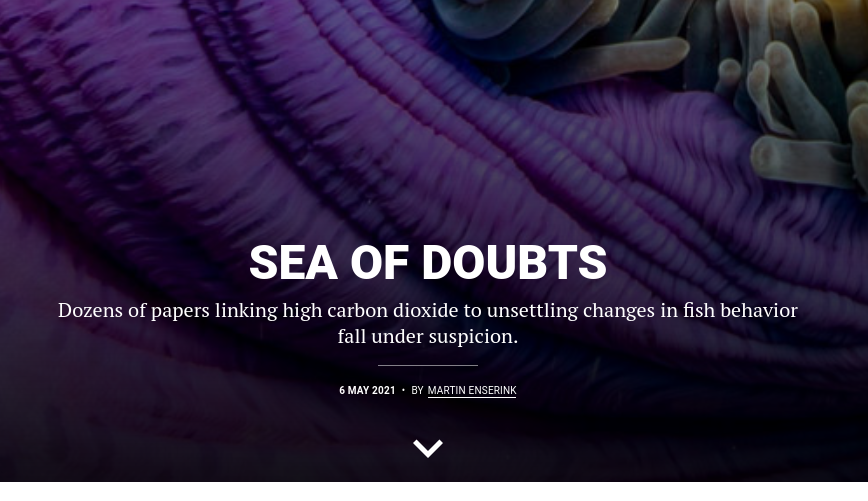 SEA OF DOUBTS
Dozens of papers linking high carbon dioxide to unsettling changes in fish behavior
fall under suspicion.
6 MAY 2021 • BY MARTIN ENSERINK